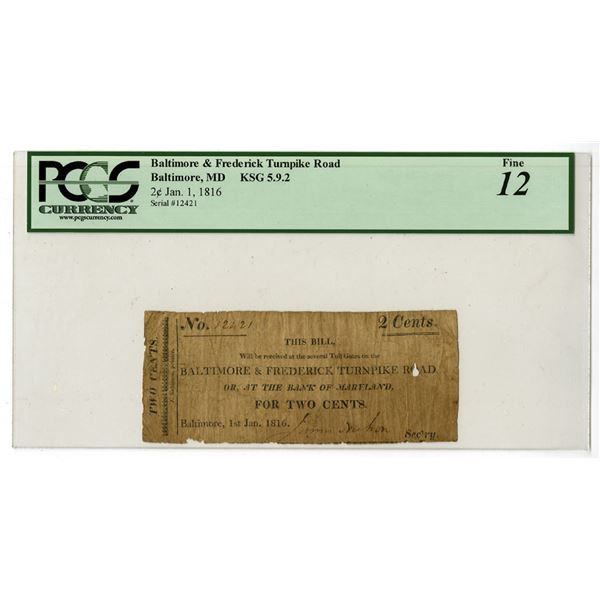 PCGS
CURRENCY
www.pcgscurrency.com
Baltimore & Frederick Turnpike Road
Baltimore, MD KSG 5.9.2
2¢ Jan. 1, 1816
Serial #12421
Fine
12
TWO CENTS.
No. 12421
2 Cents.
THIS BILL,
Will be received at the several Toll Gates on the
BALTIMORE & FREDERICK TURNPIKE ROAD
OR, AT THE BANK OF MARYLAND,
FOR TWO CENTS.
Baltimore, 1st Jan. 1816.
Sec'ry.